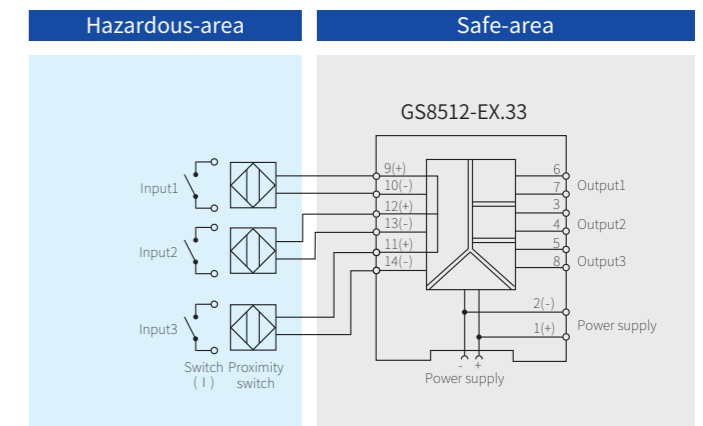 Hazardous-area
Safe-area
GS8512-EX.33
Input1
Input2
Input3
Switch
( I )
Proximity
switch
9(+)
10(-)
12(+)
13(-)
11(+)
14(-)
6
7
3
4
5
8
Output1
Output2
Output3
2(-)
1(+)
Power supply
- +
Power supply